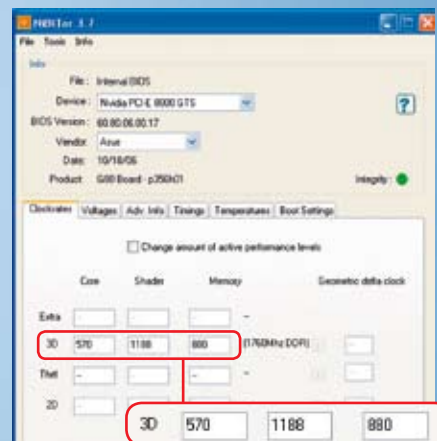 NiBiTor 3.7
File Tools Info
Info
File: Internal BIOS
Device: Nvidia PCI-E 8800 GTS
BIOS Version: 60.80.06.00.17
Vendor Asus
Date: 10/18/06
Product G80 Board - p356h01 Integrity:
Clockrates Voltages Adv. Info Timings Temperatures Boot Settings
Change amount of active performance levels
Core Shader Memory Geometric delta clock
Extra - - - -
3D 570 1188 880 (1760Mhz DDR) -
Thrtl - - - -
2D - -
3D 570 1188 880